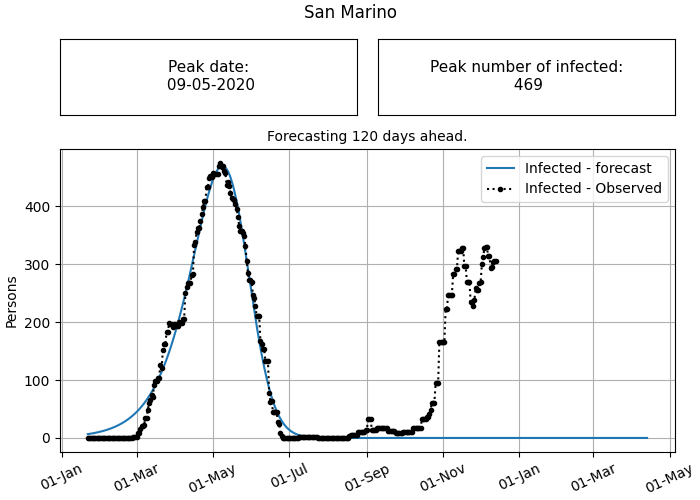 San Marino
Peak date:
09-05-2020
Peak number of infected:
469
Forecasting 120 days ahead.
Infected - forecast
Infected - Observed
Persons
400
300
200
100
0
01-Jan
01-Mar
01-May
01-Jul
01-Sep
01-Nov
01-Jan
01-Mar
01-May